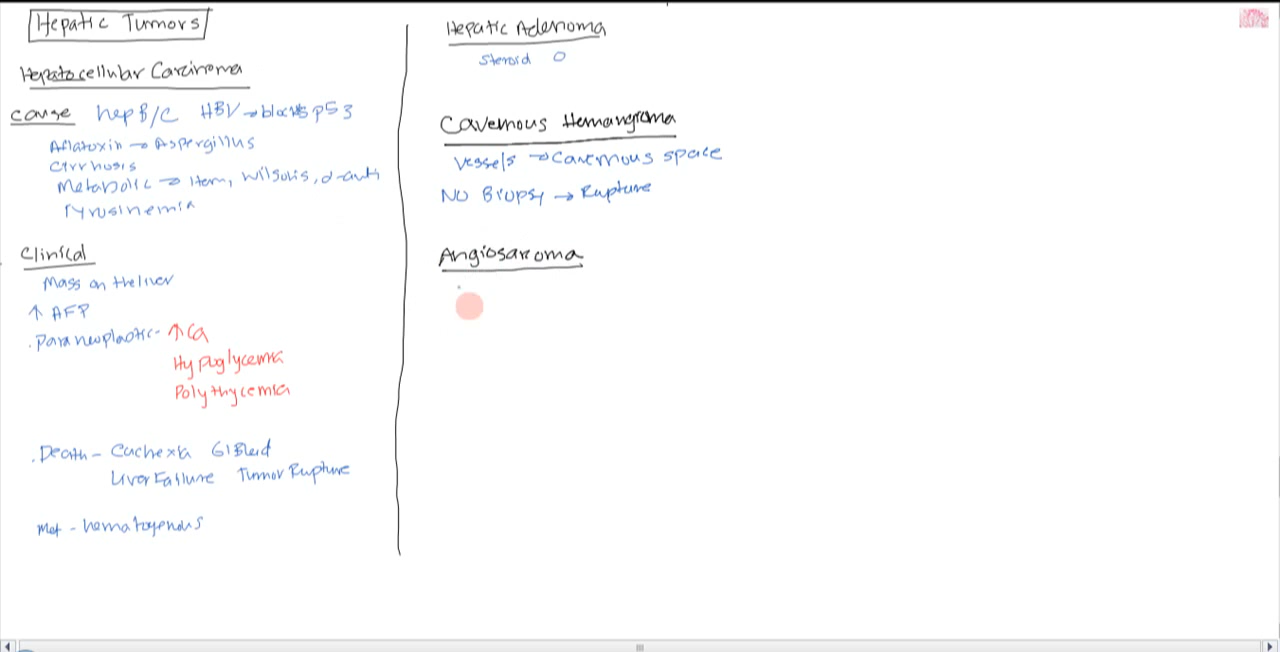 Hepatic Tumors
Hepatocellular Carcinoma
Cause hepB/C HBV→blocks p53
Aflatoxin → Aspergillus
Cirrhosis
Metabolic → Hem, Wilsons, α-anti
Tyrosinemia
Clinical
Mass on the liver
↑ AFP
. Paraneoplastic - ↑ Ca
Hypoglycemia
Polythycemia
. Death - Cachexia GI Bleed
Liver Failure Tumor Rupture
Met - hematogenous
Hepatic Adenoma
Steroid O
Cavernous Hemangioma
Vessels → Cavernous space
NO Biopsy → Rupture
Angiosarcoma